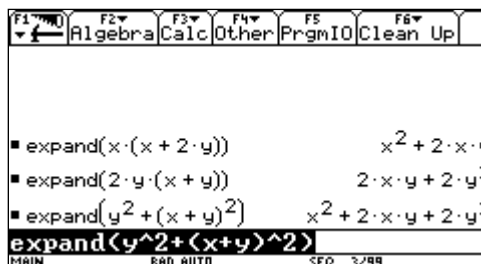 F1 F2 Algebra F3 Calc F4 Other F5 PrgmIO F6 Clean Up
expand(x·(x + 2·y)) x² + 2·x·
expand(2·y·(x + y)) 2·x·y + 2·y
expand(y² + (x + y)²) x² + 2·x·y + 2·y
expand(y^2+(x+y)^2)
MAIN RAD AUTO SEQ 3/99